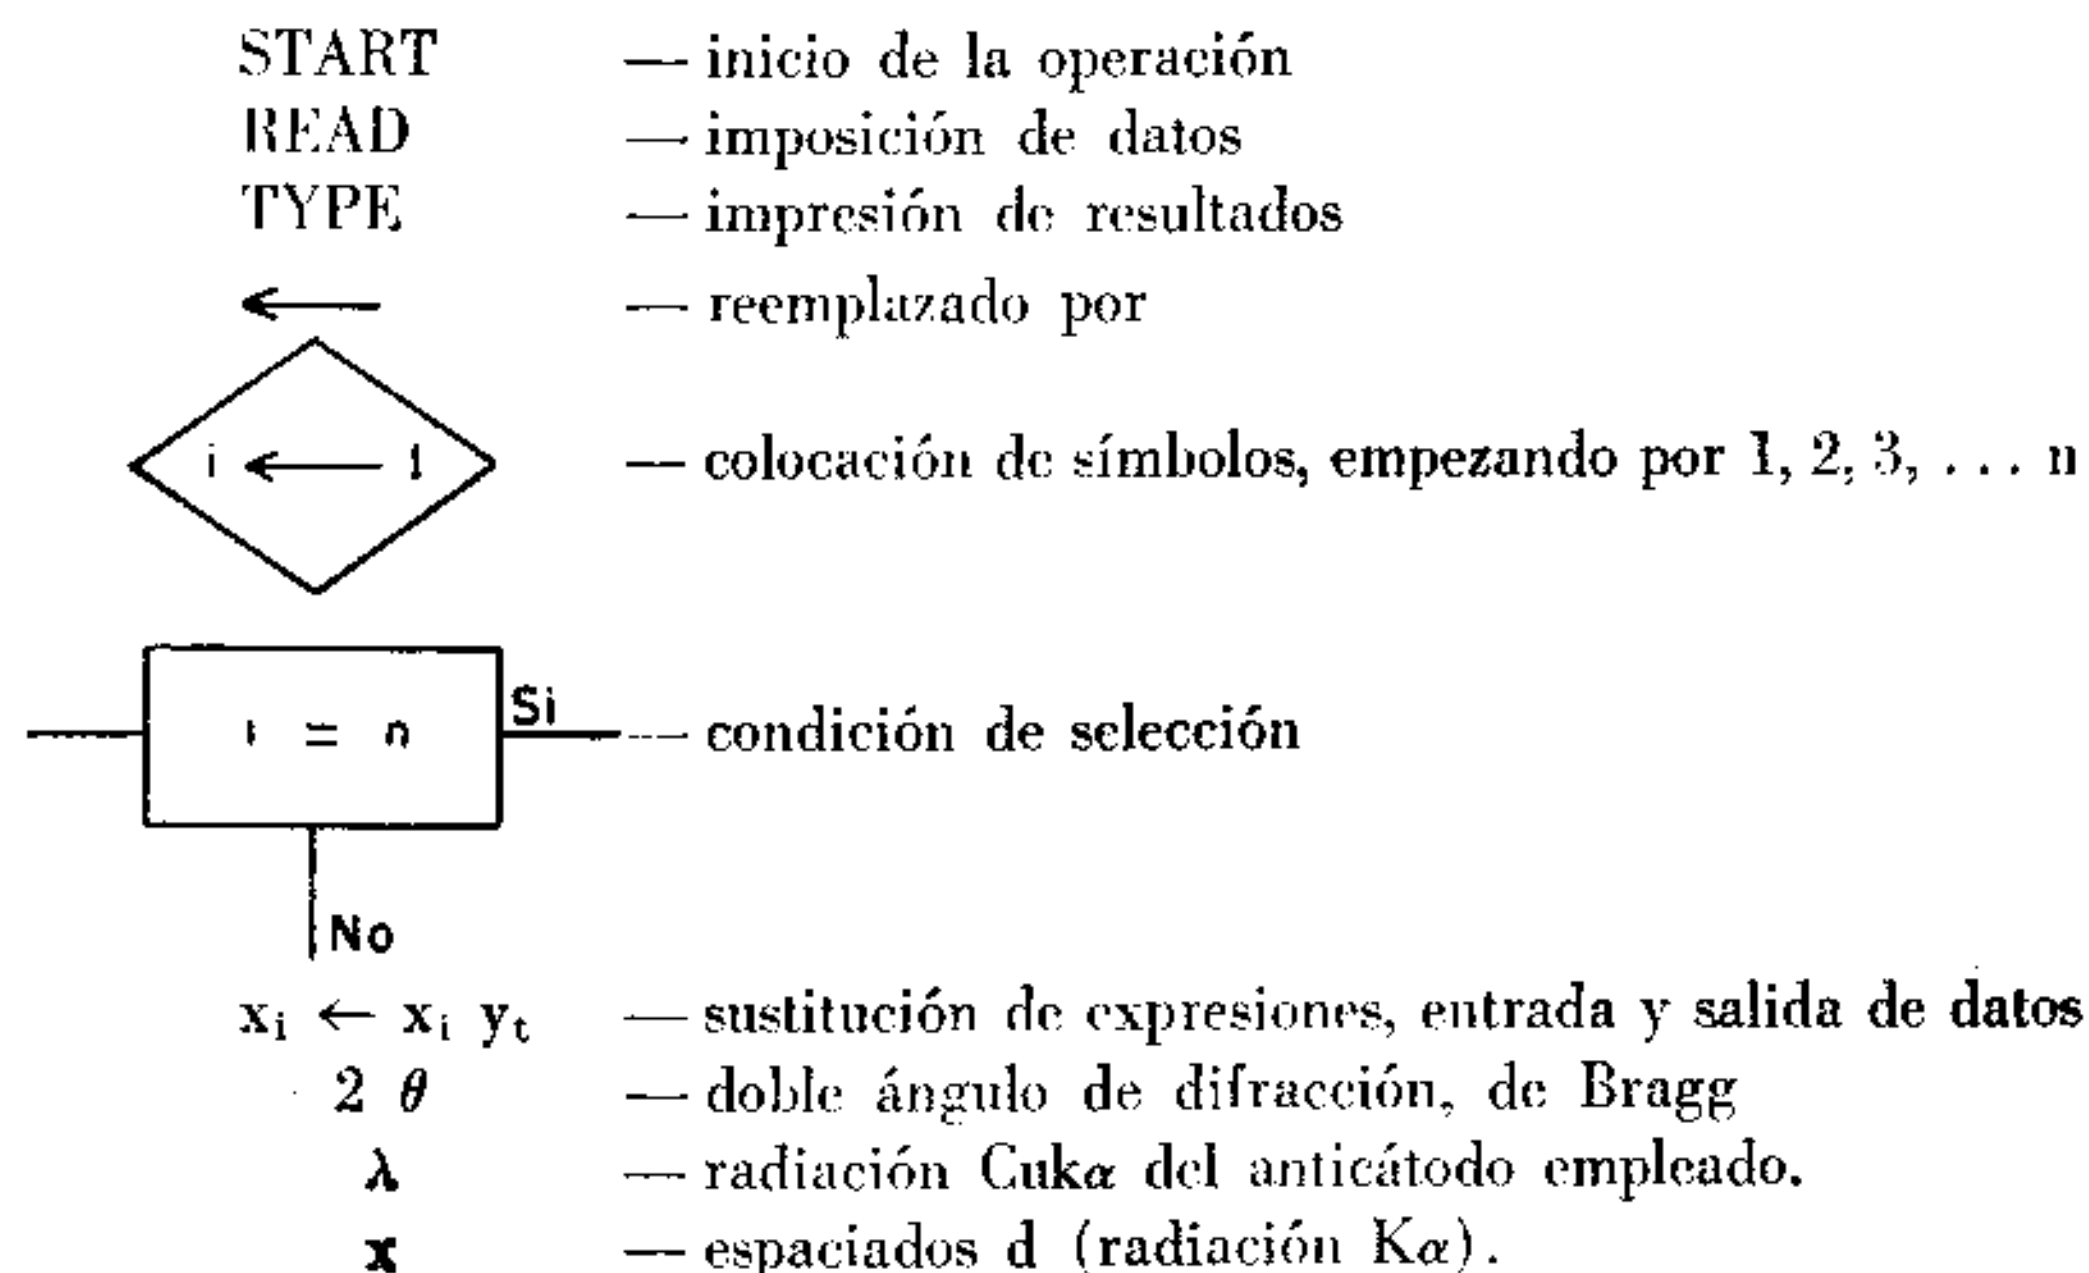 START — inicio de la operación
READ — imposición de datos
TYPE — impresión de resultados
← — reemplazado por
i ← 1 — colocación de símbolos, empezando por 1, 2, 3, . . . n
i = n Si — condición de selección
No
xi ← xi yt — sustitución de expresiones, entrada y salida de datos
2 θ — doble ángulo de difracción, de Bragg
λ — radiación Cukα del anticátodo empleado.
x — espaciados d (radiación Kα).